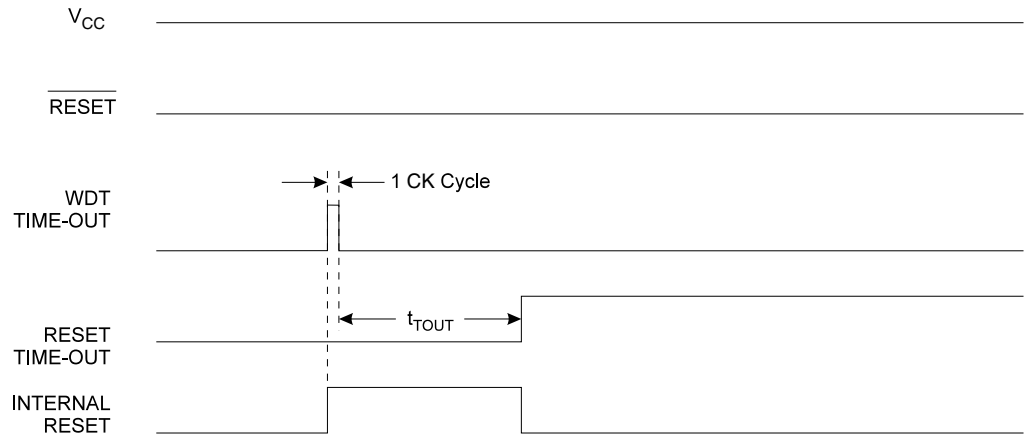 VCC
RESET
1 CK Cycle
WDT
TIME-OUT
tTOUT
RESET
TIME-OUT
INTERNAL
RESET